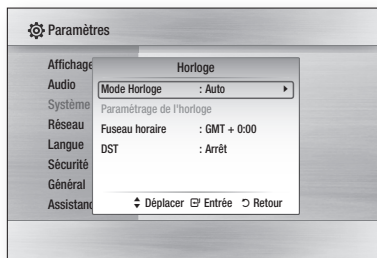 Paramètres
Affichage
Audio
Système
Réseau
Langue
Sécurité
Général
Assistanc
Horloge
Mode Horloge : Auto
Paramétrage de l'horloge
Fuseau horaire : GMT + 0:00
DST : Arrêt
Déplacer Entrée Retour